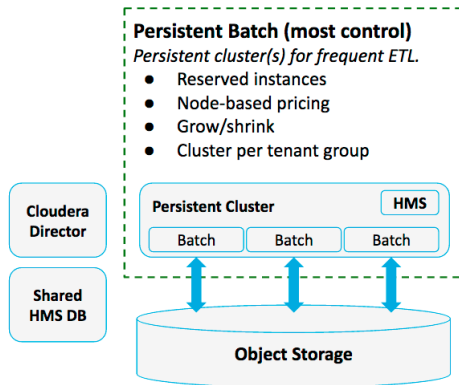 Persistent Batch (most control)
Persistent cluster(s) for frequent ETL.
● Reserved instances
● Node-based pricing
● Grow/shrink
● Cluster per tenant group
Cloudera
Director
Shared
HMS DB
Persistent Cluster
HMS
Batch
Batch
Batch
Object Storage